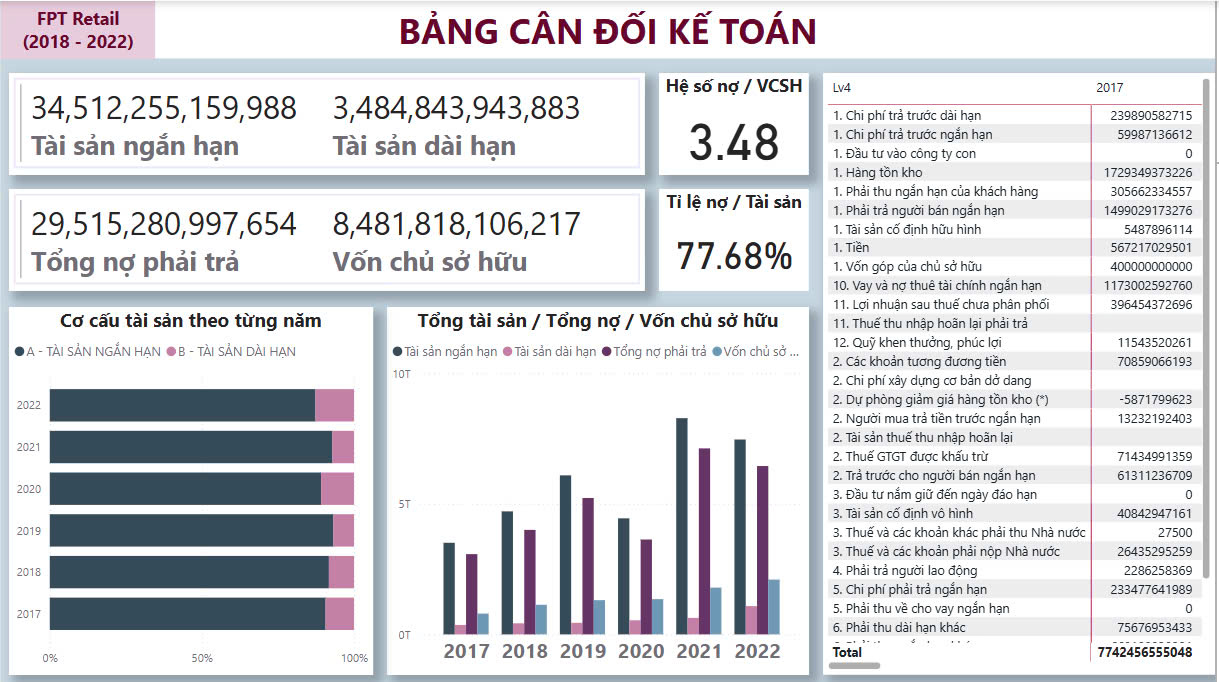 FPT Retail
(2018 - 2022)
BẢNG CÂN ĐỐI KẾ TOÁN
34,512,255,159,988 3,484,843,943,883
Tài sản ngắn hạn Tài sản dài hạn
29,515,280,997,654 8,481,818,106,217
Tổng nợ phải trả Vốn chủ sở hữu
Hệ số nợ / VCSH
3.48
Tỉ lệ nợ / Tài sản
77.68%
Cơ cấu tài sản theo từng năm
A - TÀI SẢN NGẮN HẠN B - TÀI SẢN DÀI HẠN
2022
2021
2020
2019
2018
2017
0% 50% 100%
Tổng tài sản / Tổng nợ / Vốn chủ sở hữu
Tài sản ngắn hạn Tài sản dài hạn Tổng nợ phải trả Vốn chủ sở ...
10T
5T
0T
2017 2018 2019 2020 2021 2022
Lv4 2017
1. Chi phí trả trước dài hạn 239890582715
1. Chi phí trả trước ngắn hạn 59987136612
1. Đầu tư vào công ty con 0
1. Hàng tồn kho 1729349373226
1. Phải thu ngắn hạn của khách hàng 305662334557
1. Phải trả người bán ngắn hạn 1499029173276
1. Tài sản cố định hữu hình 5487896114
1. Tiền 567217029501
1. Vốn góp của chủ sở hữu 400000000000
10. Vay và nợ thuê tài chính ngắn hạn 1173002592760
11. Lợi nhuận sau thuế chưa phân phối 396454372696
11. Thuế thu nhập hoãn lại phải trả
12. Quỹ khen thưởng, phúc lợi 11543520261
2. Các khoản tương đương tiền 70859066193
2. Chi phí xây dựng cơ bản dở dang
2. Dự phòng giảm giá hàng tồn kho (*) -5871799623
2. Người mua trả tiền trước ngắn hạn 13232192403
2. Tài sản thuế thu nhập hoãn lại
2. Thuế GTGT được khấu trừ 71434991359
2. Trả trước cho người bán ngắn hạn 61311236709
3. Đầu tư nắm giữ đến ngày đáo hạn 0
3. Tài sản cố định vô hình 40842947161
3. Thuế và các khoản khác phải thu Nhà nước 27500
3. Thuế và các khoản phải nộp Nhà nước 26435295259
4. Phải trả người lao động 2286258369
5. Chi phí phải trả ngắn hạn 233477641989
5. Phải thu về cho vay ngắn hạn 0
6. Phải thu dài hạn khác 75676953433
Total 7742456555048